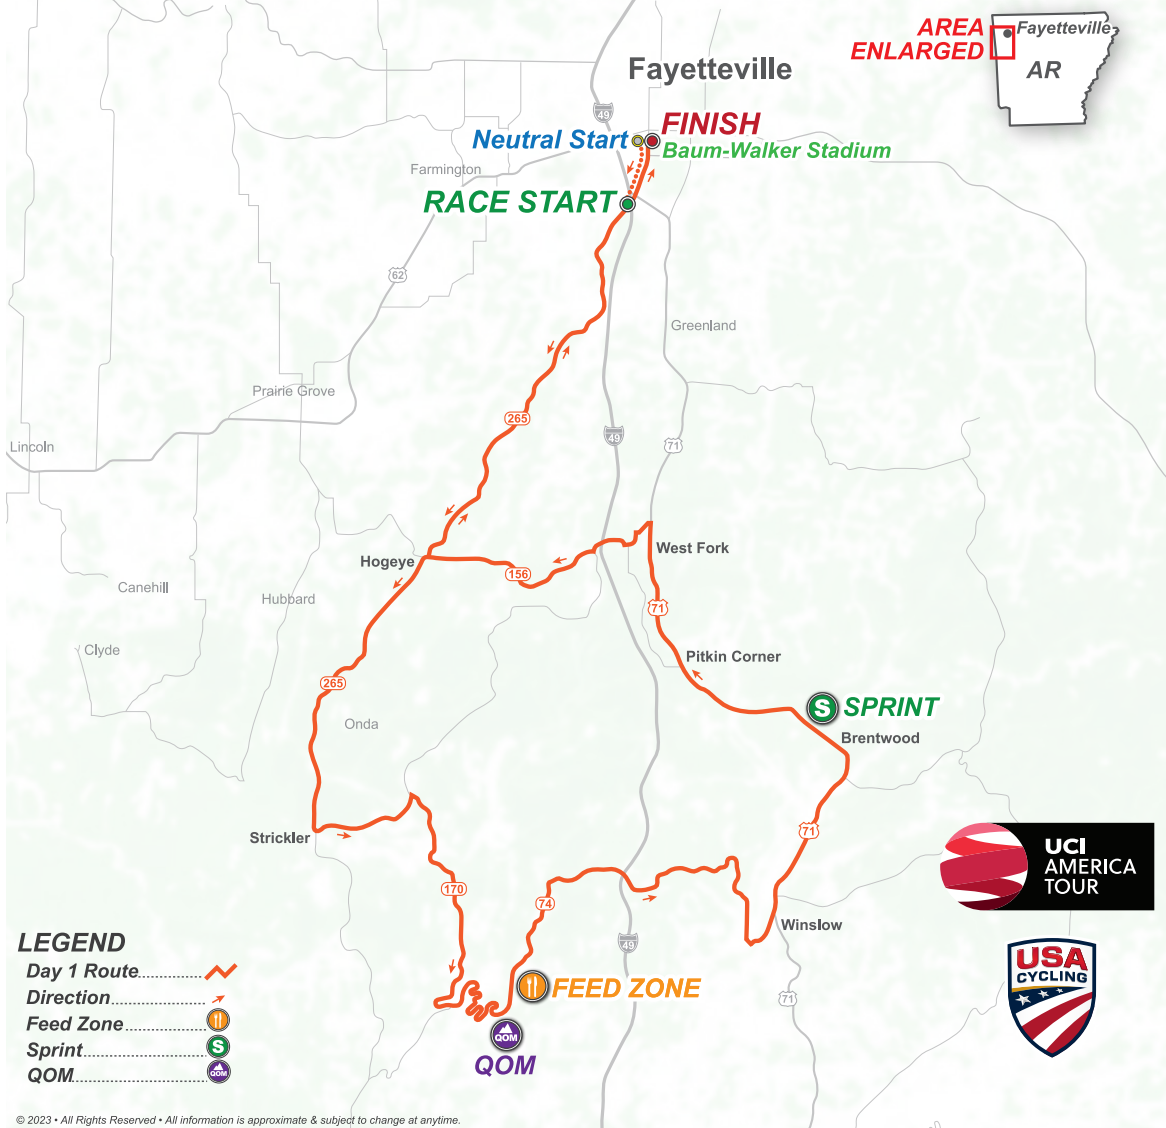 AREA
ENLARGED
Fayetteville
AR
Fayetteville
49
FINISH
Neutral Start
Baum-Walker Stadium
Farmington
RACE START
62
Greenland
Prairie Grove
265
Lincoln
49
71
West Fork
Hogeye
156
Canehill
Hubbard
71
Clyde
Pitkin Corner
265
S
SPRINT
Onda
Brentwood
71
Strickler
UCI
AMERICA
TOUR
170
74
Winslow
49
LEGEND
Day 1 Route
Direction
Feed Zone
Sprint
S
QOM
QOM
FEED ZONE
71
QOM
QOM
USA
CYCLING
© 2023 • All Rights Reserved • All information is approximate & subject to change at anytime.